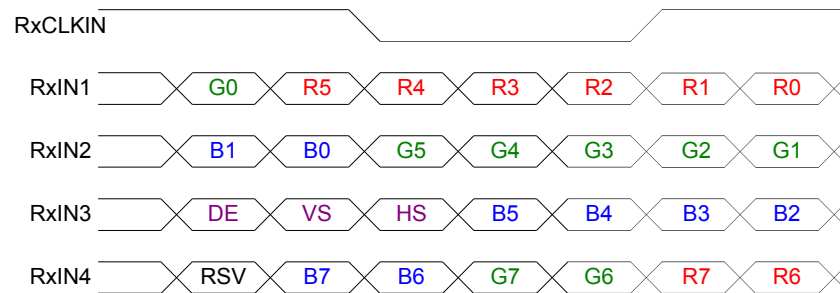 RxCLKIN
RxIN1 G0 R5 R4 R3 R2 R1 R0
RxIN2 B1 B0 G5 G4 G3 G2 G1
RxIN3 DE VS HS B5 B4 B3 B2
RxIN4 RSV B7 B6 G7 G6 R7 R6